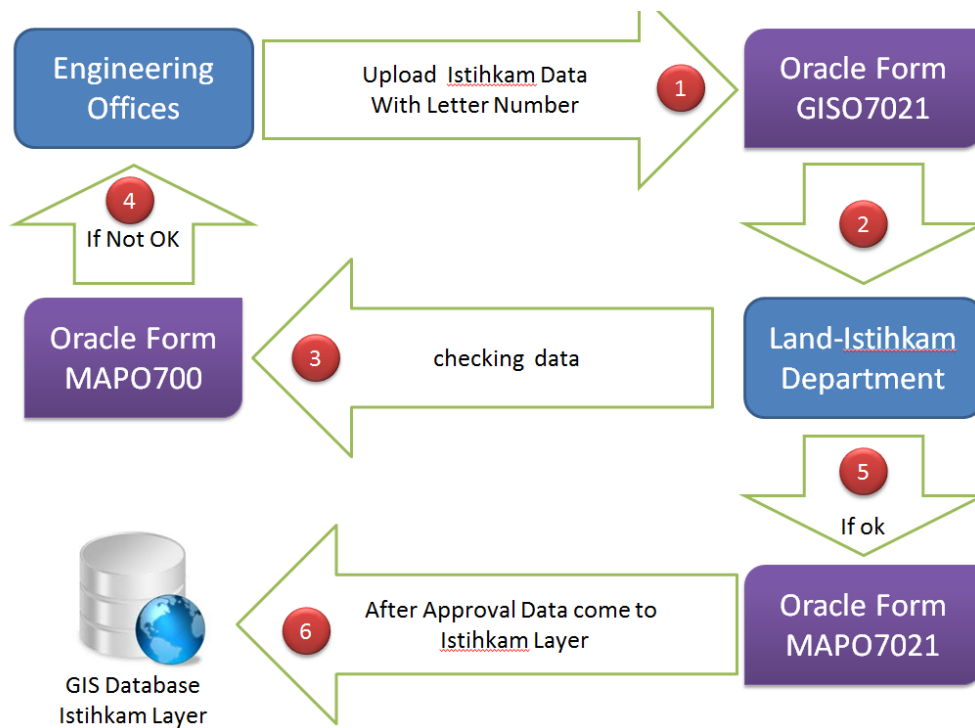 Engineering
Offices
Upload Istihkam Data
With Letter Number
1
Oracle Form
GISO7021
2
Land-Istihkam
Department
checking data
3
Oracle Form
MAPO700
4
If Not OK
5
If ok
Oracle Form
MAPO7021
After Approval Data come to
Istihkam Layer
6
GIS Database
Istihkam Layer